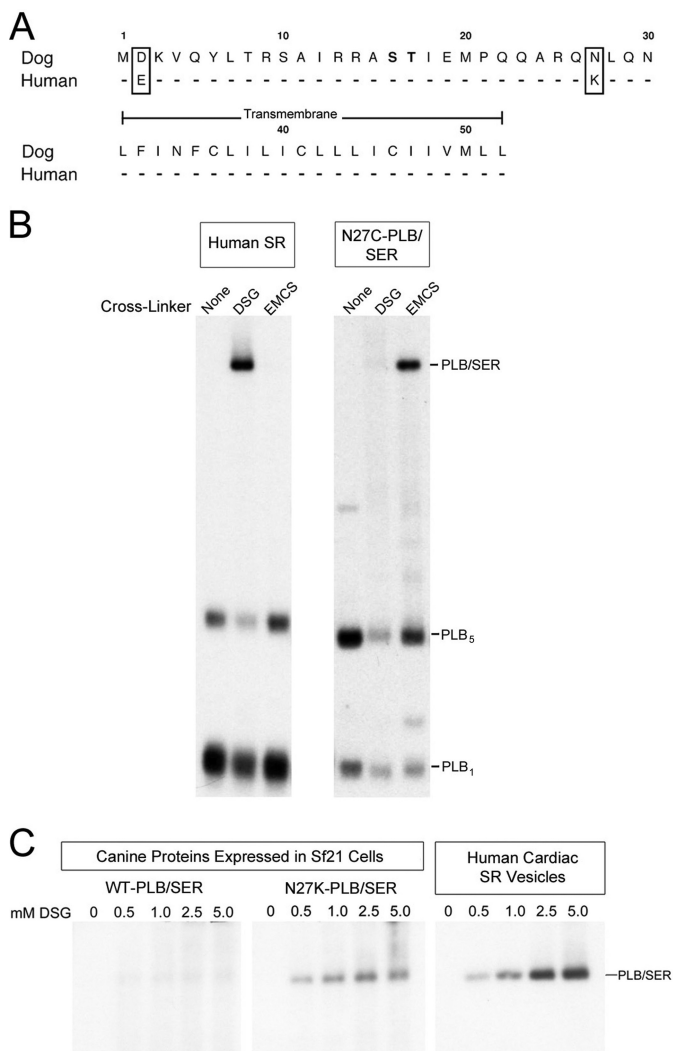 A
1 10 20 30
Dog M D K V Q Y L T R S A I R R A S T I E M P Q Q A R Q N L Q N
Human - E - - - - - - - - - - - - - - - - - - - - - - - - K - - -
Transmembrane
40 50
Dog L F I N F C L I L I C L L L I C I I V M L L
Human - - - - - - - - - - - - - - - - - - - - - -
B
Human SR N27C-PLB/
SER
Cross-Linker None DSG EMCS None DSG EMCS
PLB/SER
PLB5
PLB1
C
Canine Proteins Expressed in Sf21 Cells Human Cardiac
SR Vesicles
WT-PLB/SER N27K-PLB/SER
mM DSG 0 0.5 1.0 2.5 5.0 0 0.5 1.0 2.5 5.0 0 0.5 1.0 2.5 5.0
PLB/SER